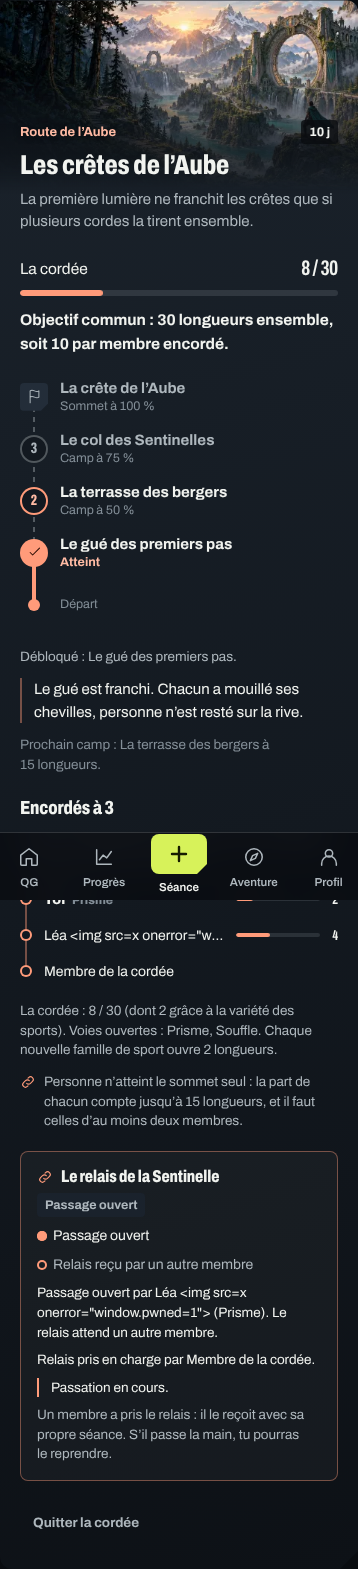 Route de l’Aube
10 j
Les crêtes de l’Aube
La première lumière ne franchit les crêtes que si
plusieurs cordes la tirent ensemble.
La cordée
8 / 30
Objectif commun : 30 longueurs ensemble,
soit 10 par membre encordé.
La crête de l’Aube
Sommet à 100 %
3
Le col des Sentinelles
Camp à 75 %
2
La terrasse des bergers
Camp à 50 %
Le gué des premiers pas
Atteint
Départ
Débloqué : Le gué des premiers pas.
Le gué est franchi. Chacun a mouillé ses
chevilles, personne n’est resté sur la rive.
Prochain camp : La terrasse des bergers à
15 longueurs.
Encordés à 3
QG
Progrès
Séance
Aventure
Profil
Prisme
2
Léa <img src=x onerror="w...
4
Membre de la cordée
La cordée : 8 / 30 (dont 2 grâce à la variété des
sports). Voies ouvertes : Prisme, Souffle. Chaque
nouvelle famille de sport ouvre 2 longueurs.
Personne n’atteint le sommet seul : la part de
chacun compte jusqu’à 15 longueurs, et il faut
celles d’au moins deux membres.
Le relais de la Sentinelle
Passage ouvert
Passage ouvert
Relais reçu par un autre membre
Passage ouvert par Léa <img src=x
onerror="window.pwned=1"> (Prisme). Le
relais attend un autre membre.
Relais pris en charge par Membre de la cordée.
Passation en cours.
Un membre a pris le relais : il le reçoit avec sa
propre séance. S’il passe la main, tu pourras
le reprendre.
Quitter la cordée